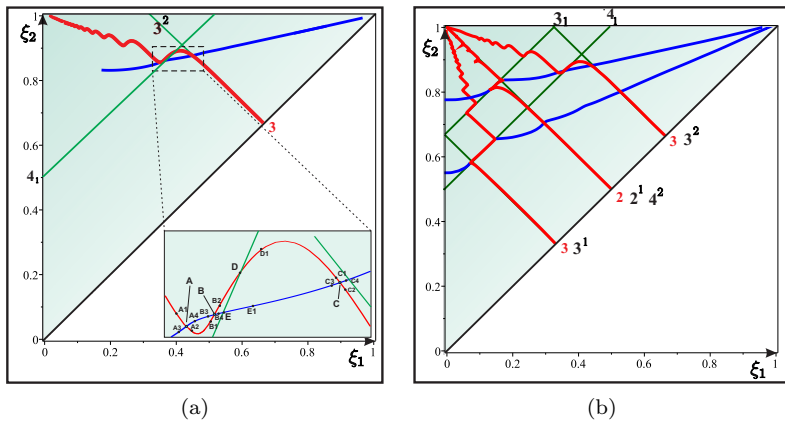 ξ₂
1
0.8
0.6
0.4
0.2
0
3²
4₁
3
A
B
D
D1
C1
C4
C3
C2
C
A1
A4
B3
B2
B4
E
E1
A3
A2
B1
0 0.2 0.4 0.6 0.8 1
ξ₁
(a)
3₁ 4₁
ξ₂
1
0.8
0.6
0.4
0.2
0
3 3²
2 2¹ 4²
3 3¹
0 0.2 0.4 0.6 0.8 1
ξ₁
(b)